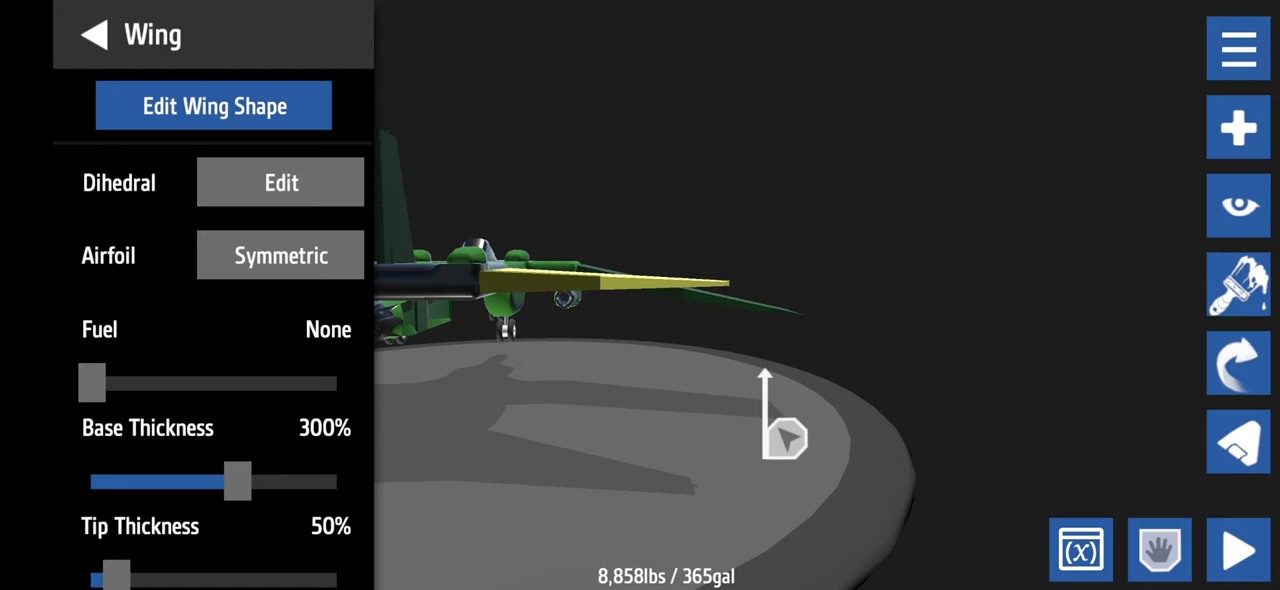 Wing
Edit Wing Shape
Dihedral Edit
Airfoil Symmetric
Fuel None
Base Thickness 300%
Tip Thickness 50%
(x)
8,858lbs / 365gal